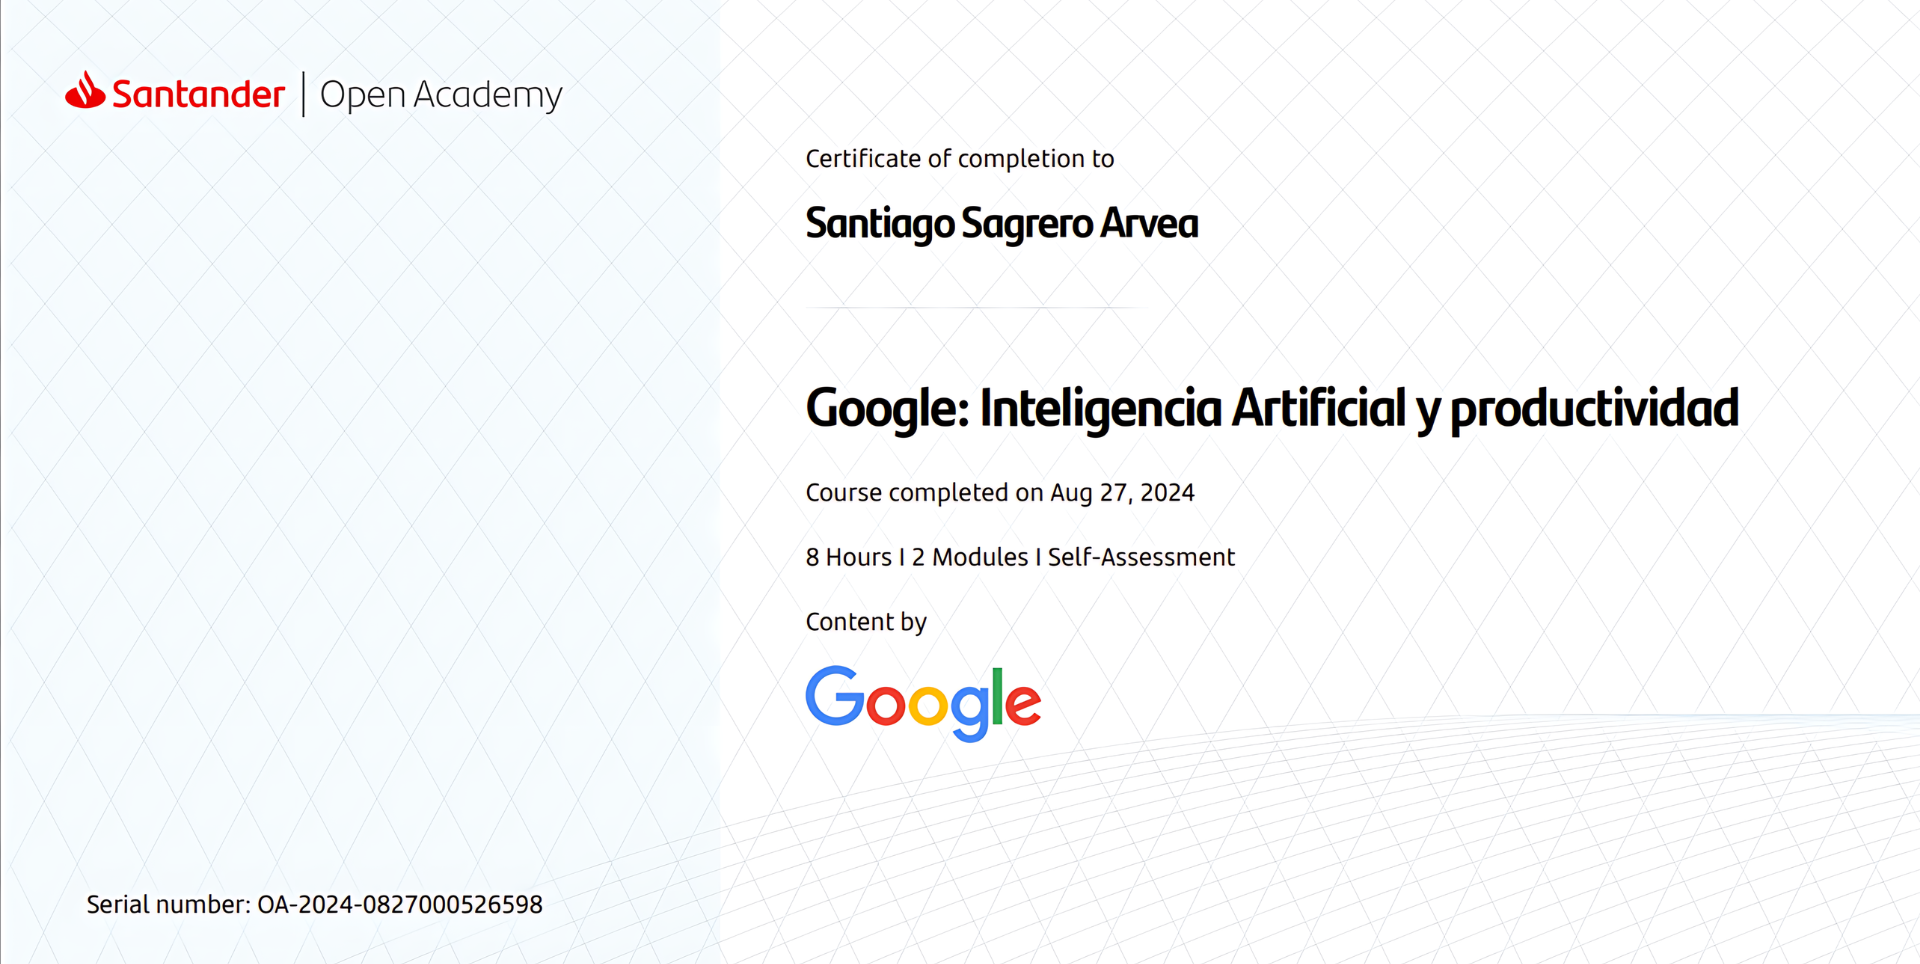 Santander | Open Academy
Certificate of completion to
Santiago Sagrero Arvea
Google: Inteligencia Artificial y productividad
Course completed on Aug 27, 2024
8 Hours I 2 Modules I Self-Assessment
Content by
Google
Serial number: OA-2024-0827000526598